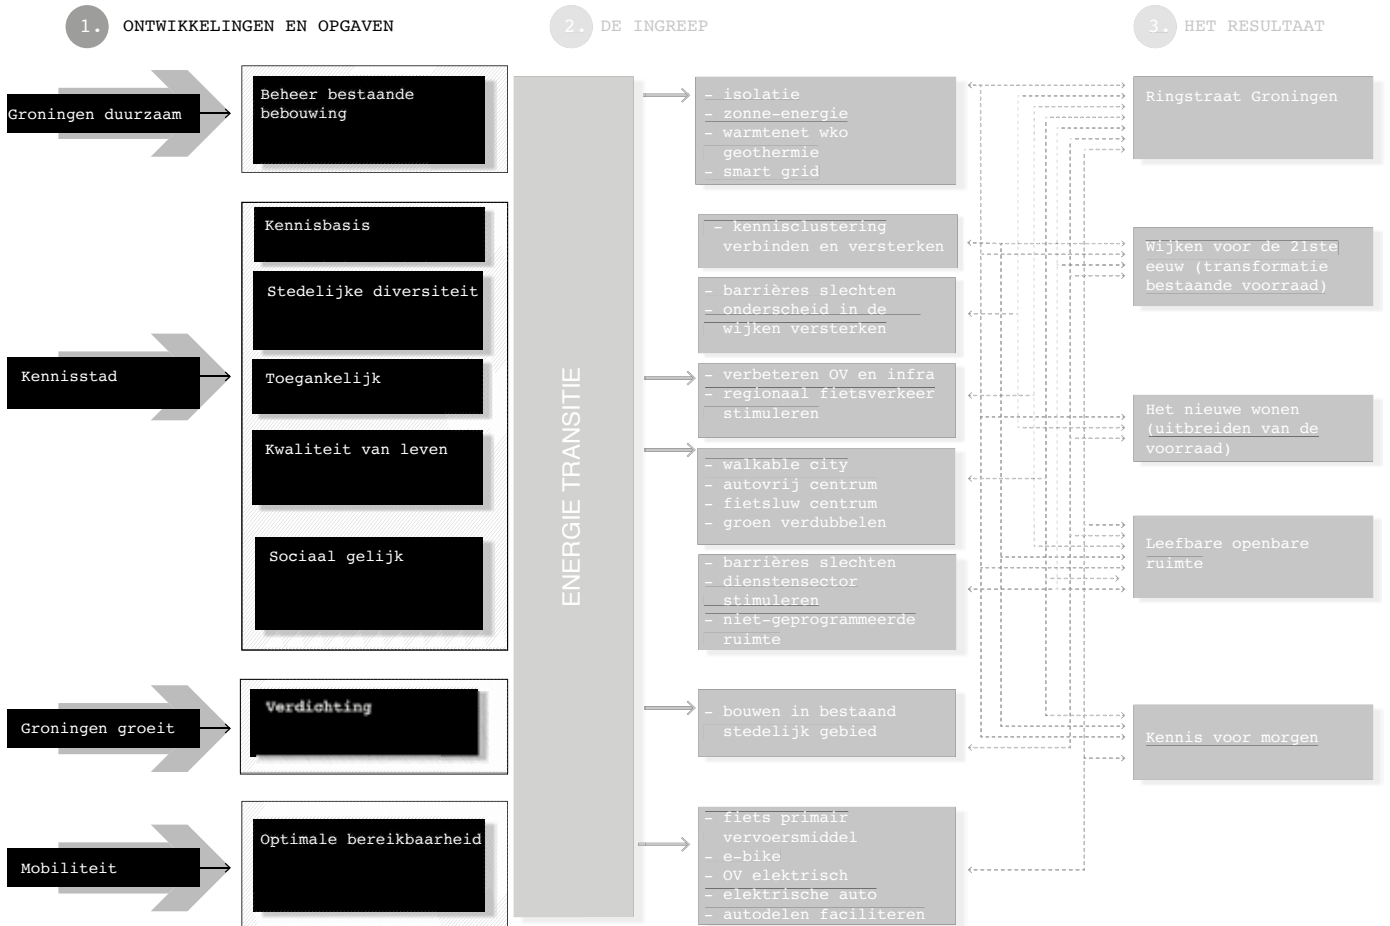 1. ONTWIKKELINGEN EN OPGAVEN
2. DE INGREEP
3. HET RESULTAAT
Groningen duurzaam
Beheer bestaande
bebouwing
Kennisstad
Kennisbasis
Stedelijke diversiteit
Toegankelijk
Kwaliteit van leven
Sociaal gelijk
Groningen groeit
Verdichting
Mobiliteit
Optimale bereikbaarheid
ENERGIE TRANSITIE
- isolatie
- zonne-energie
- warmtenet wko
geothermie
- smart grid
- kennisclustering
verbinden en versterken
- barrières slechten
- onderscheid in de
wijken versterken
- verbeteren OV en infra
- regionaal fietsverkeer
stimuleren
- walkable city
- autovrij centrum
- fietsluw centrum
- groen verdubbelen
- barrières slechten
- dienstensector
stimuleren
- niet-geprogrammeerde
ruimte
- bouwen in bestaand
stedelijk gebied
- fiets primair
vervoersmiddel
- e-bike
- OV elektrisch
- elektrische auto
- autodelen faciliteren
Ringstraat Groningen
Wijken voor de 21ste
eeuw (transformatie
bestaande voorraad)
Het nieuwe wonen
(uitbreiden van de
voorraad)
Leefbare openbare
ruimte
Kennis voor morgen